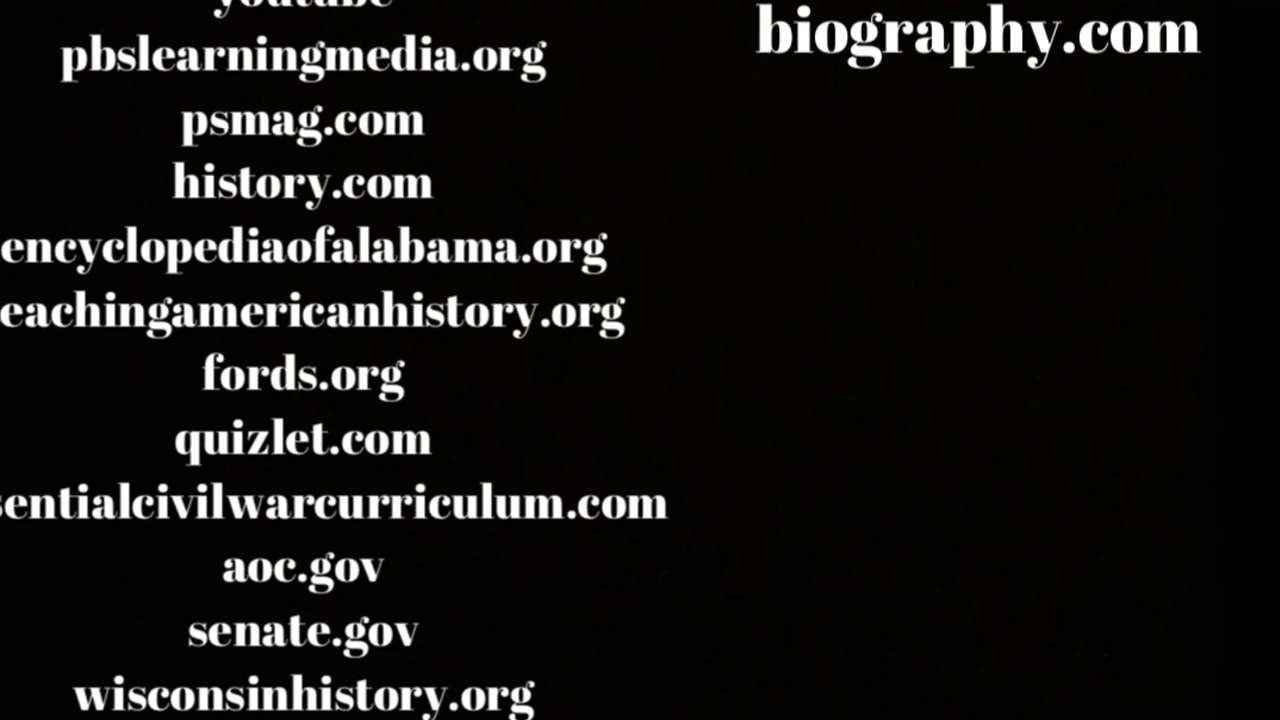 youtube
pbslearningmedia.org
psmag.com
history.com
encyclopediaofalabama.org
eachingamericanhistory.org
fords.org
quizlet.com
sentialcivilwarcurriculum.com
aoc.gov
senate.gov
wisconsinhistory.org
biography.com